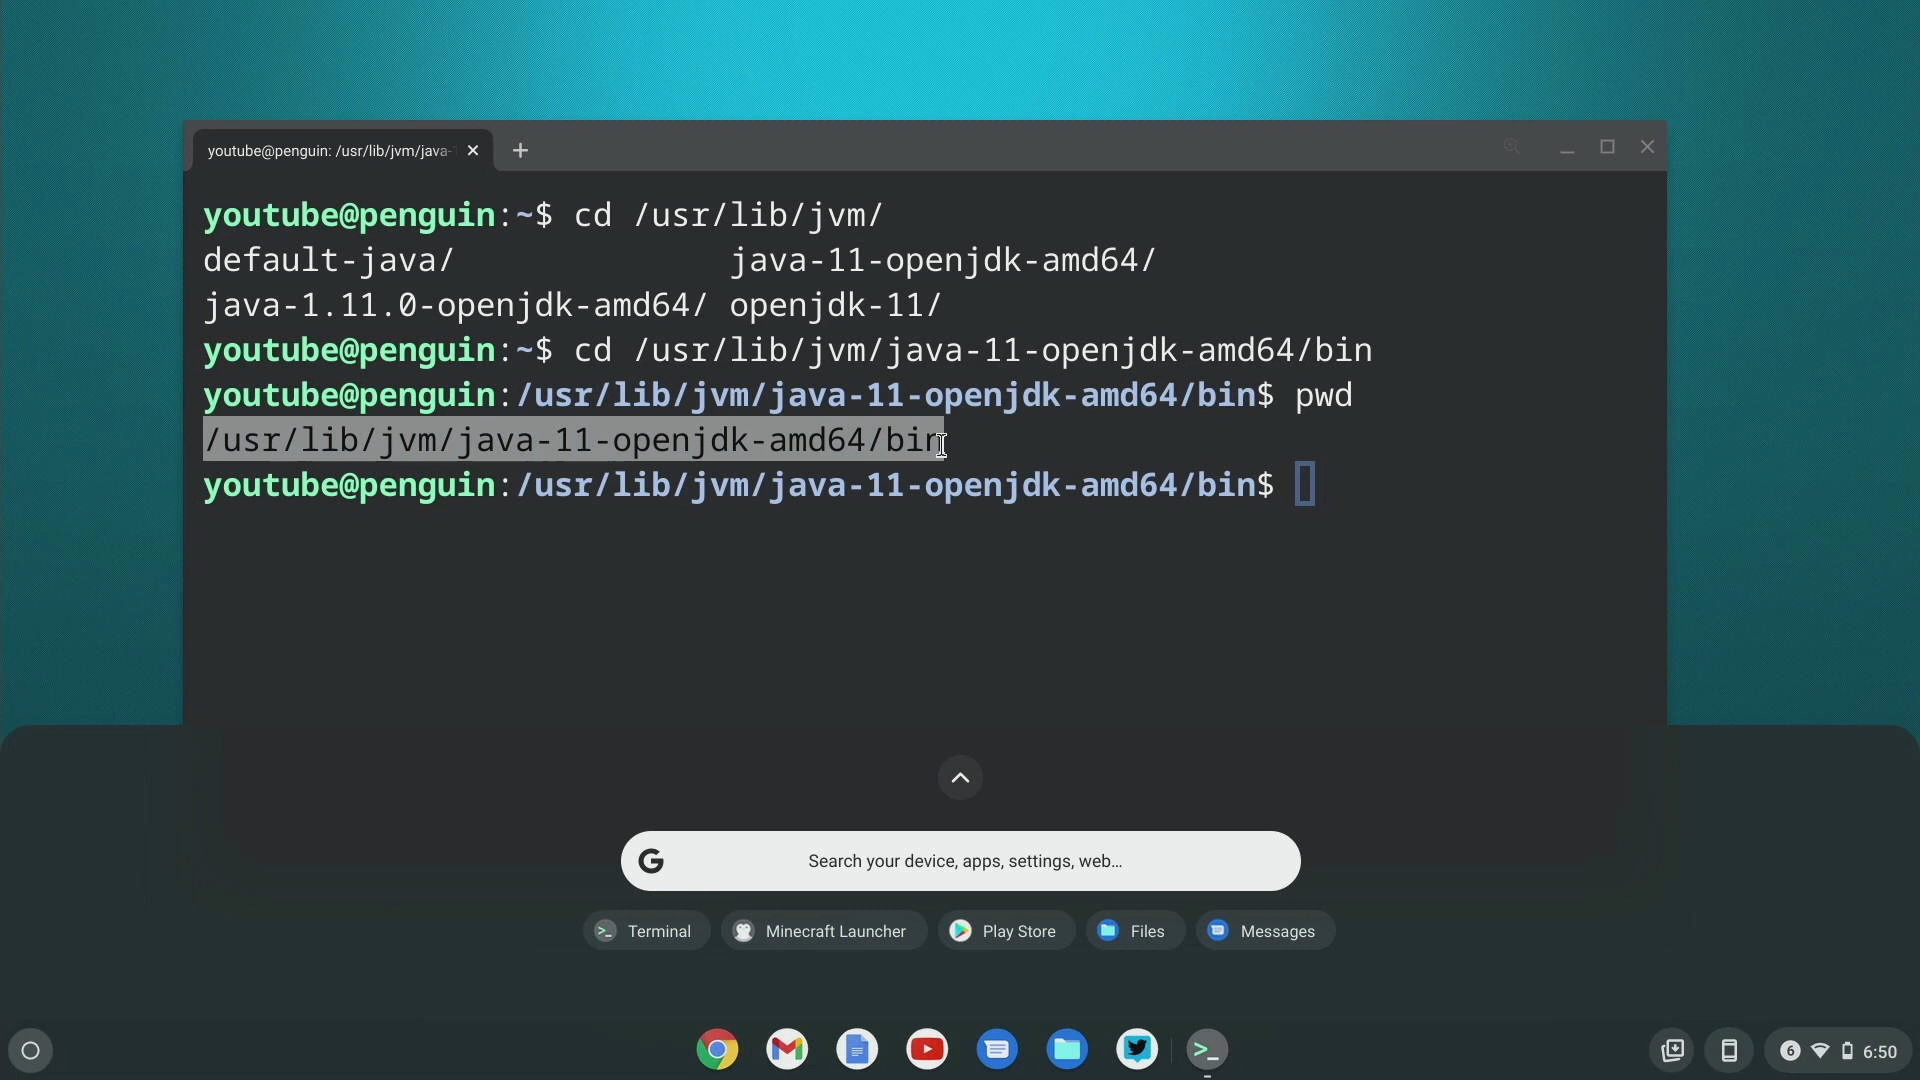 youtube@penguin: /usr/lib/jvm/java-
youtube@penguin:~$ cd /usr/lib/jvm/
default-java/ java-11-openjdk-amd64/
java-1.11.0-openjdk-amd64/ openjdk-11/
youtube@penguin:~$ cd /usr/lib/jvm/java-11-openjdk-amd64/bin
youtube@penguin:/usr/lib/jvm/java-11-openjdk-amd64/bin$ pwd
/usr/lib/jvm/java-11-openjdk-amd64/bin
youtube@penguin:/usr/lib/jvm/java-11-openjdk-amd64/bin$
G Search your device, apps, settings, web...
>_ Terminal Minecraft Launcher Play Store Files Messages
>_ 6 6:50